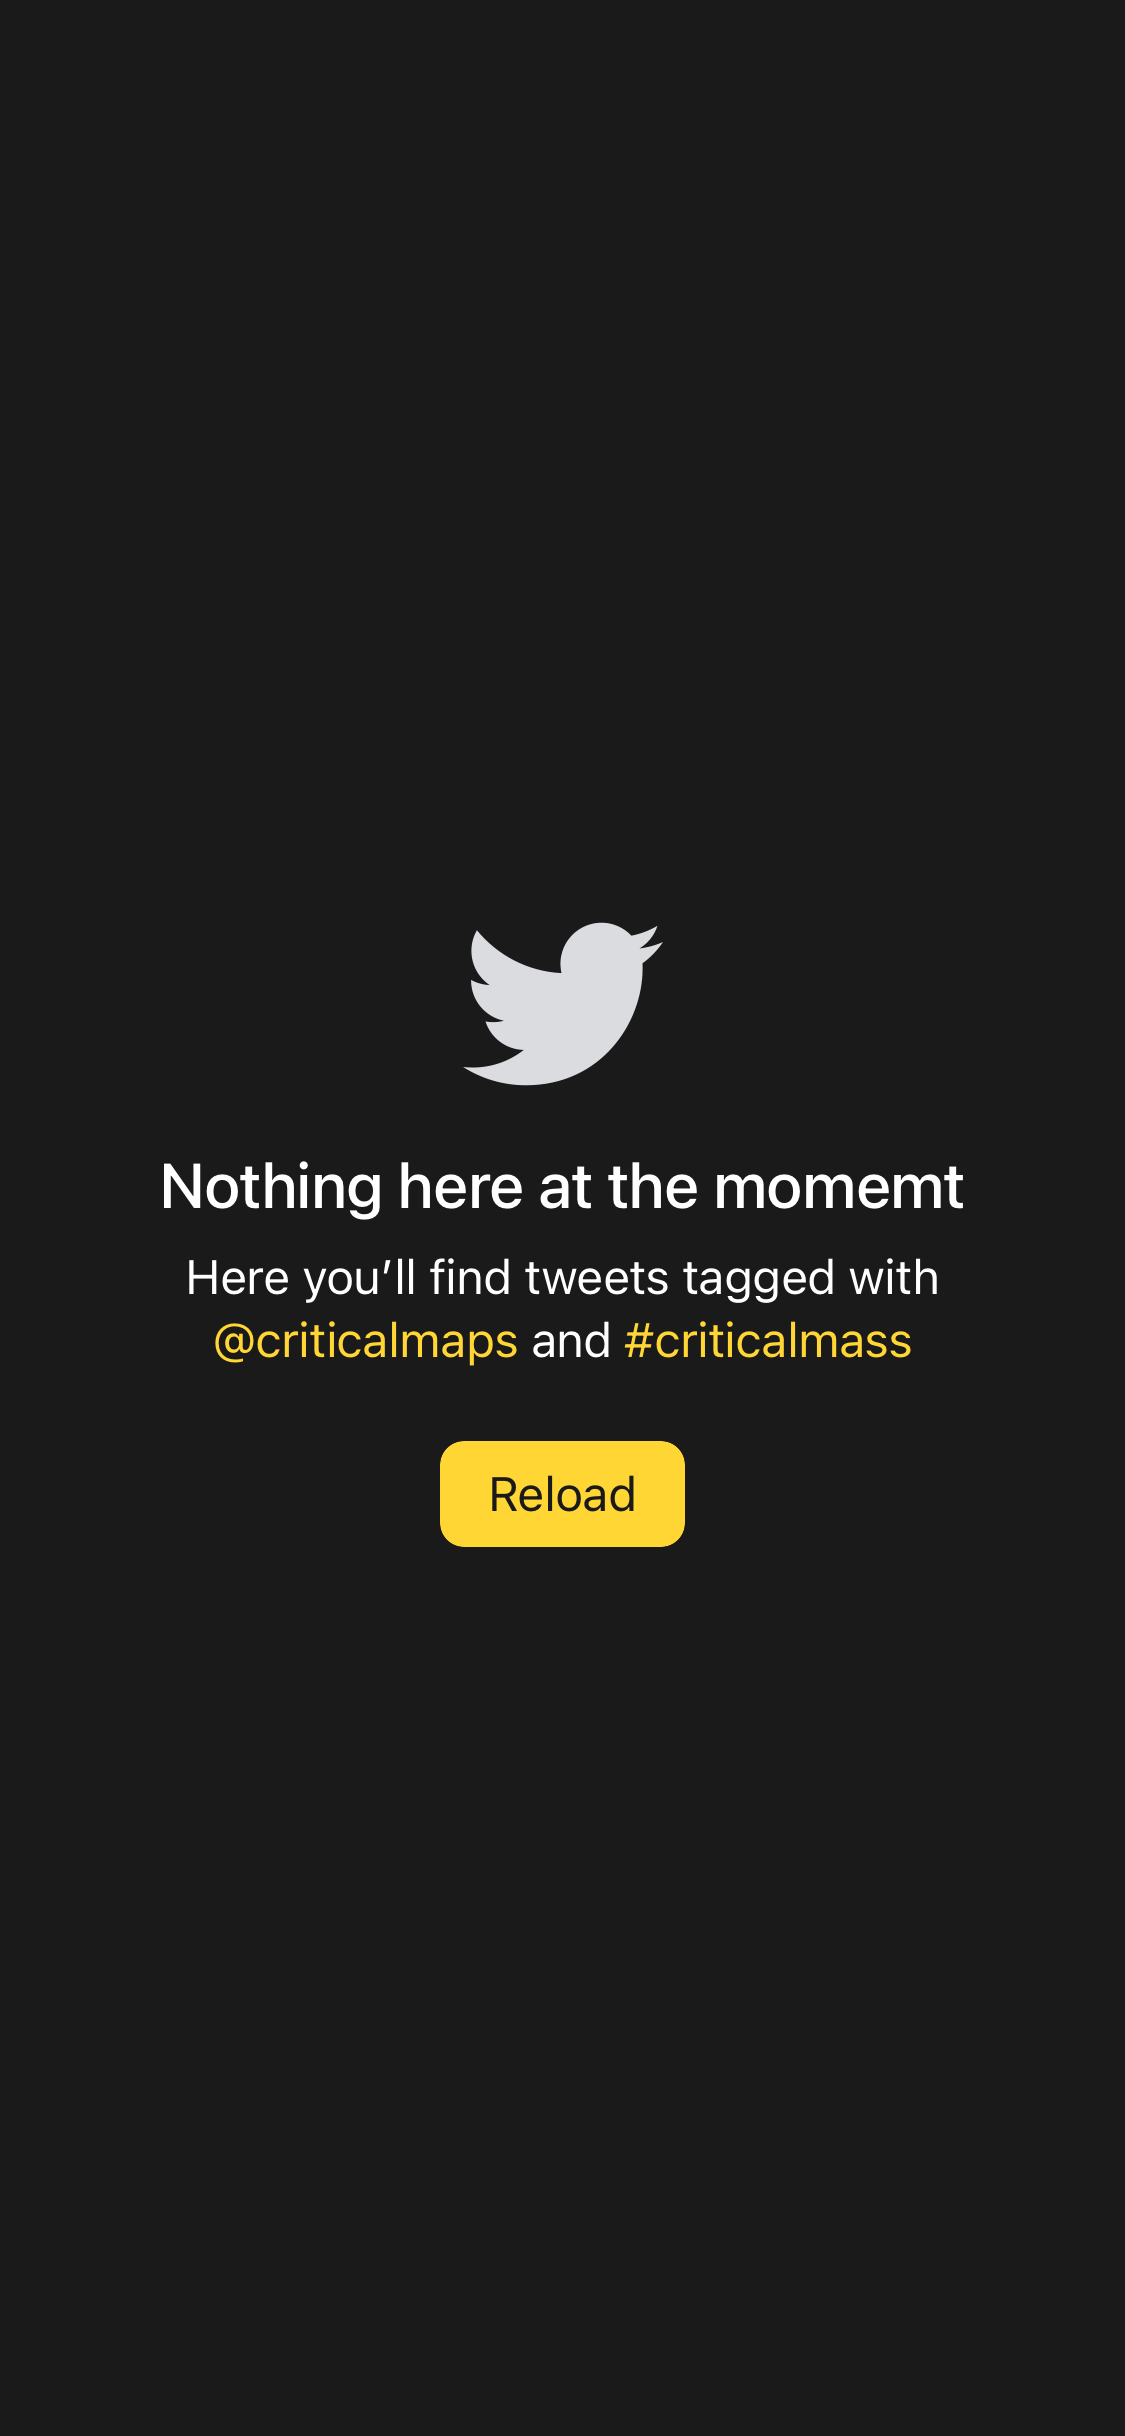 Nothing here at the momemt
Here you’ll find tweets tagged with
@criticalmaps and #criticalmass
Reload